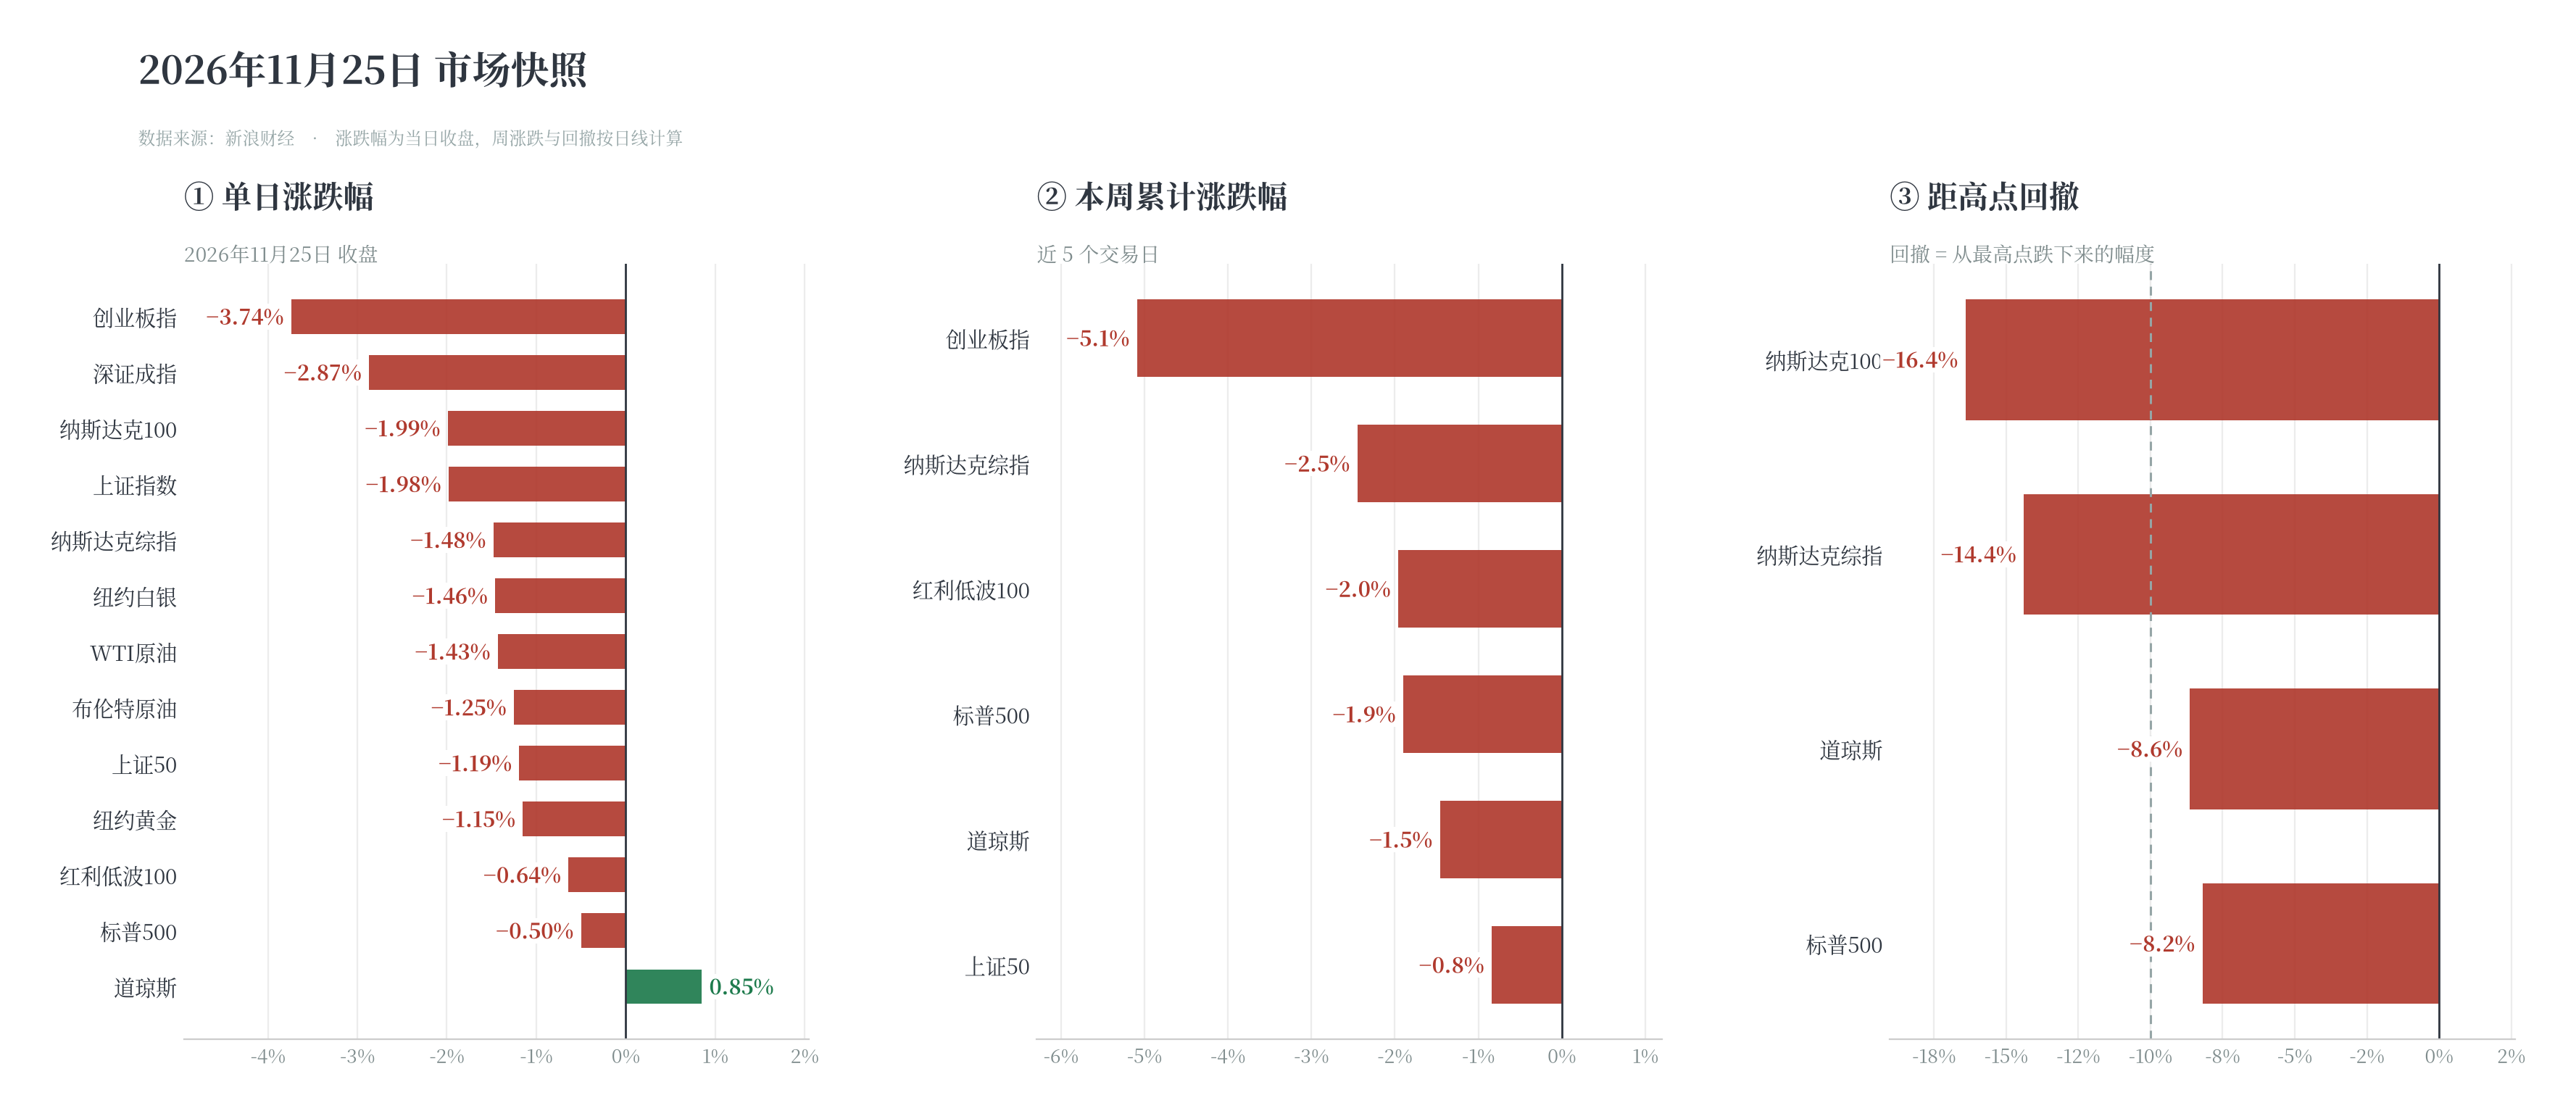 2026年11月25日 市场快照
数据来源：新浪财经 · 涨跌幅为当日收盘，周涨跌与回撤按日线计算
① 单日涨跌幅
2026年11月25日 收盘
创业板指 −3.74%
深证成指 −2.87%
纳斯达克100 −1.99%
上证指数 −1.98%
纳斯达克综指 −1.48%
纽约白银 −1.46%
WTI原油 −1.43%
布伦特原油 −1.25%
上证50 −1.19%
纽约黄金 −1.15%
红利低波100 −0.64%
标普500 −0.50%
道琼斯 0.85%
-4% -3% -2% -1% 0% 1% 2%
② 本周累计涨跌幅
近 5 个交易日
创业板指 −5.1%
纳斯达克综指 −2.5%
红利低波100 −2.0%
标普500 −1.9%
道琼斯 −1.5%
上证50 −0.8%
-6% -5% -4% -3% -2% -1% 0% 1%
③ 距高点回撤
回撤 = 从最高点跌下来的幅度
纳斯达克100 −16.4%
纳斯达克综指 −14.4%
道琼斯 −8.6%
标普500 −8.2%
-18% -15% -12% -10% -8% -5% -2% 0% 2%